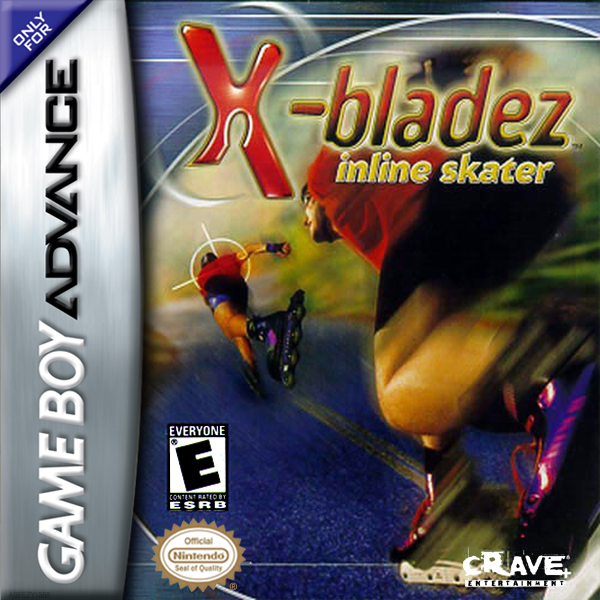 ONLY
FOR
GAME BOY ADVANCE
X-bladez
TM
inline skater
EVERYONE
E
CONTENT RATED BY
ESRB
Official
Nintendo
Seal of Quality
®
CRAVE
ENTERTAINMENT